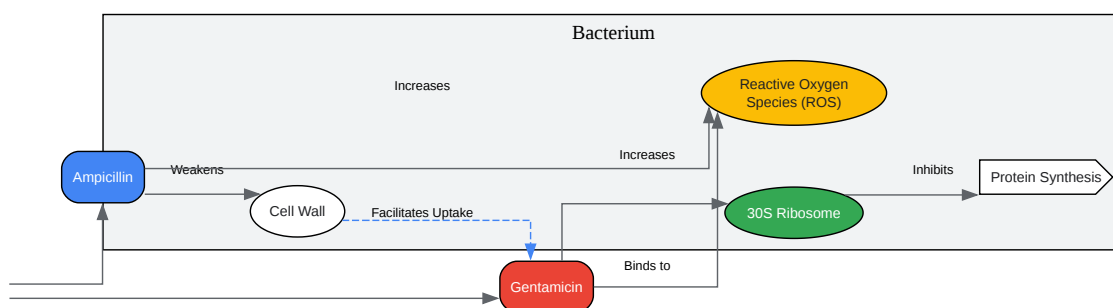 Bacterium
Increases
Reactive Oxygen
Species (ROS)
Increases
Weakens
Ampicillin
Inhibits
Protein Synthesis
Cell Wall
Facilitates Uptake
30S Ribosome
Binds to
Gentamicin